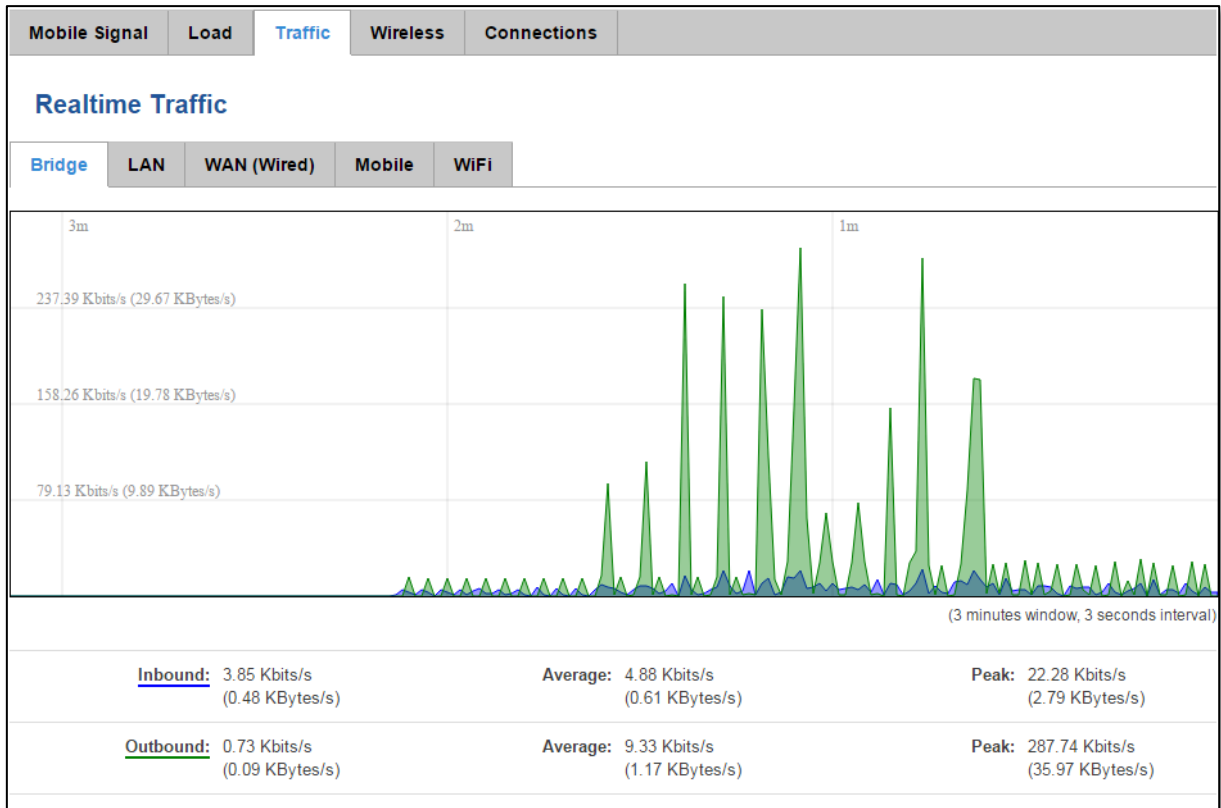 Mobile Signal Load Traffic Wireless Connections
Realtime Traffic
Bridge LAN WAN (Wired) Mobile WiFi
3m 2m 1m
237.39 Kbits/s (29.67 KBytes/s)
158.26 Kbits/s (19.78 KBytes/s)
79.13 Kbits/s (9.89 KBytes/s)
(3 minutes window, 3 seconds interval)
Inbound: 3.85 Kbits/s Average: 4.88 Kbits/s Peak: 22.28 Kbits/s
(0.48 KBytes/s) (0.61 KBytes/s) (2.79 KBytes/s)
Outbound: 0.73 Kbits/s Average: 9.33 Kbits/s Peak: 287.74 Kbits/s
(0.09 KBytes/s) (1.17 KBytes/s) (35.97 KBytes/s)